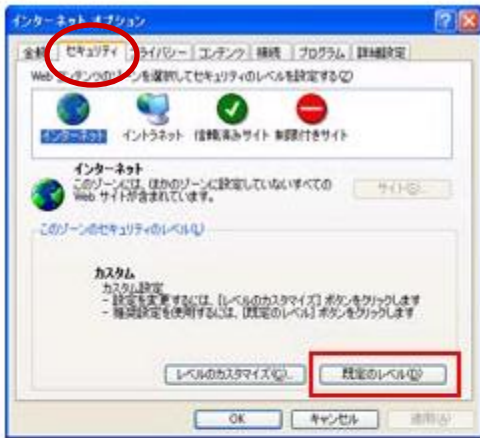 インターネット オプション
全般 セキュリティ プライバシー コンテンツ 接続 プログラム 詳細設定
Web コンテンツのゾーンを選択してセキュリティのレベルを設定する(Z)
インターネット イントラネット 信頼済みサイト 制限付きサイト
インターネット
このゾーンには、ほかのゾーンに設定していないすべての
Web サイトが含まれています。
サイト(S)...
このゾーンのセキュリティのレベル(L)
カスタム
カスタム設定
- 設定を変更するには、[レベルのカスタマイズ] ボタンをクリックします
- 推奨設定を使用するには、[既定のレベル] ボタンをクリックします
レベルのカスタマイズ(C)... 既定のレベル(D)
OK キャンセル 適用(A)